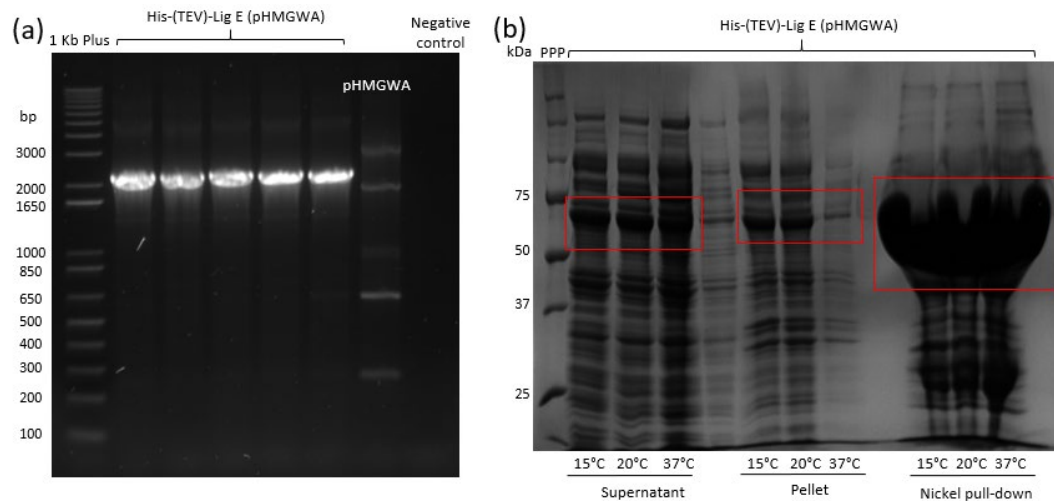 (a)
His-(TEV)-Lig E (pHMGWA)
Negative
control
1 Kb Plus
pHMGWA
bp
3000
2000
1650
1000
850
650
500
400
300
200
100
(b)
His-(TEV)-Lig E (pHMGWA)
kDa PPP
75
50
37
25
15°C 20°C 37°C 15°C 20°C 37°C 15°C 20°C 37°C
Supernatant Pellet Nickel pull-down